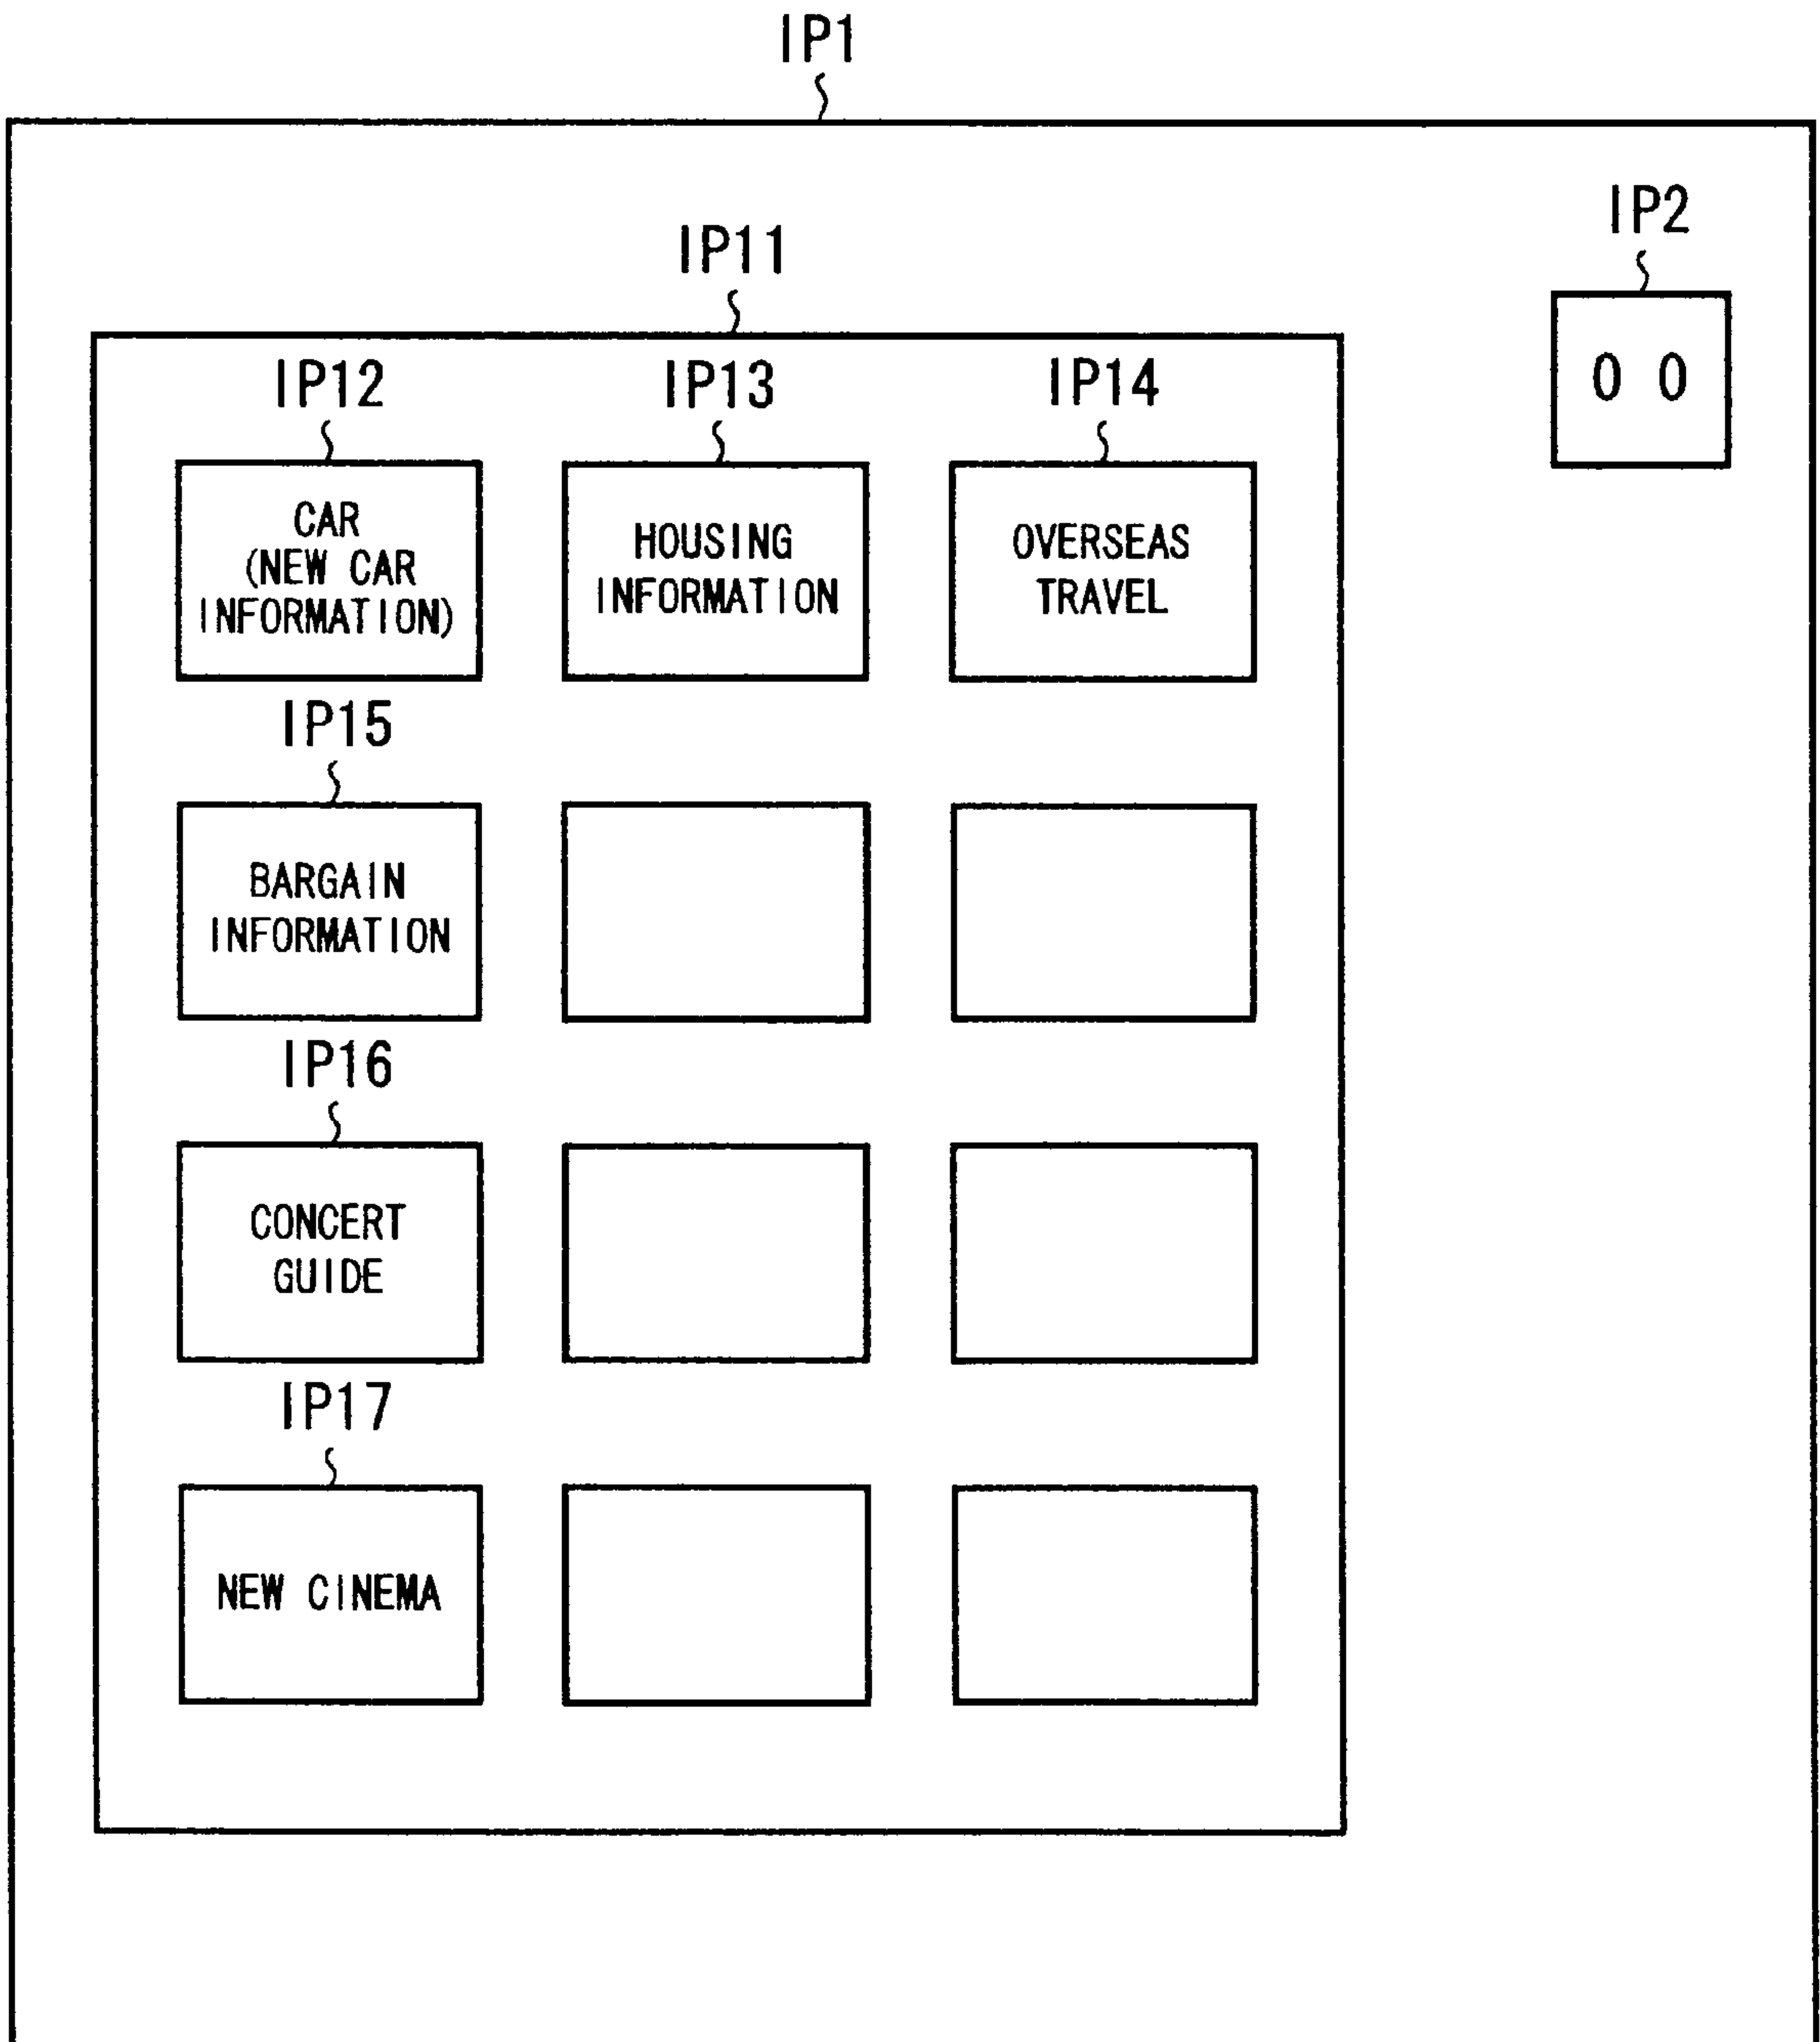 IP1
IP2
IP11
0 0
IP12
IP13
IP14
CAR
(NEW CAR
INFORMATION)
HOUSING
INFORMATION
OVERSEAS
TRAVEL
IP15
BARGAIN
INFORMATION
IP16
CONCERT
GUIDE
IP17
NEW CINEMA